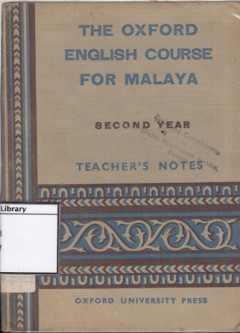 THE OXFORD
ENGLISH COURSE
FOR MALAYA
SECOND YEAR
TEACHER'S NOTES
Library
OXFORD UNIVERSITY PRESS